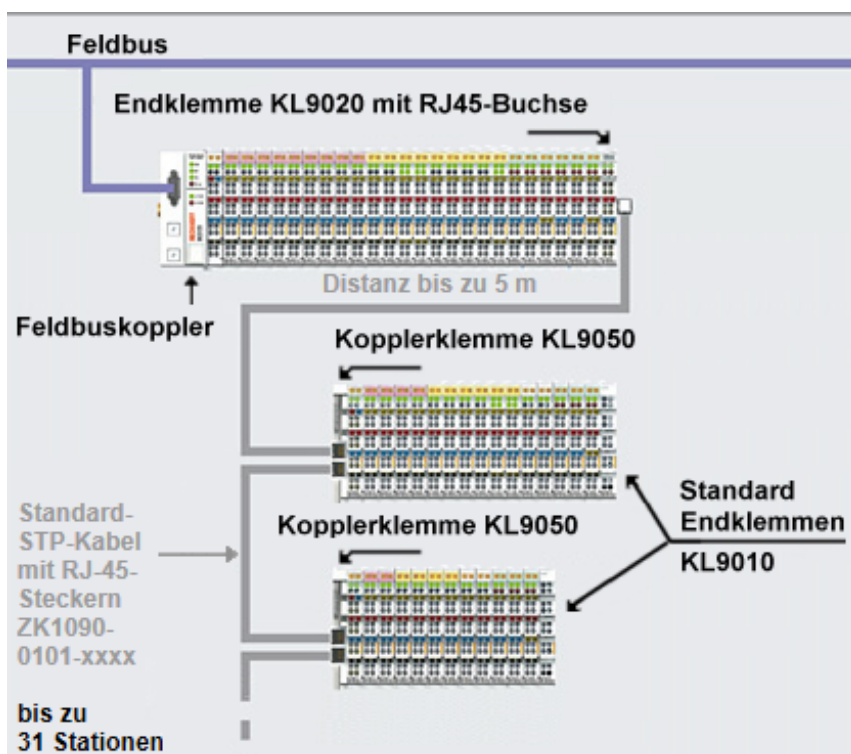 Feldbus
Endklemme KL9020 mit RJ45-Buchse
Distanz bis zu 5 m
Feldbuskoppler
Kopplerklemme KL9050
Standard-
STP-Kabel
mit RJ-45-
Steckern
ZK1090-
0101-xxxx
Kopplerklemme KL9050
Standard
Endklemmen
KL9010
bis zu
31 Stationen